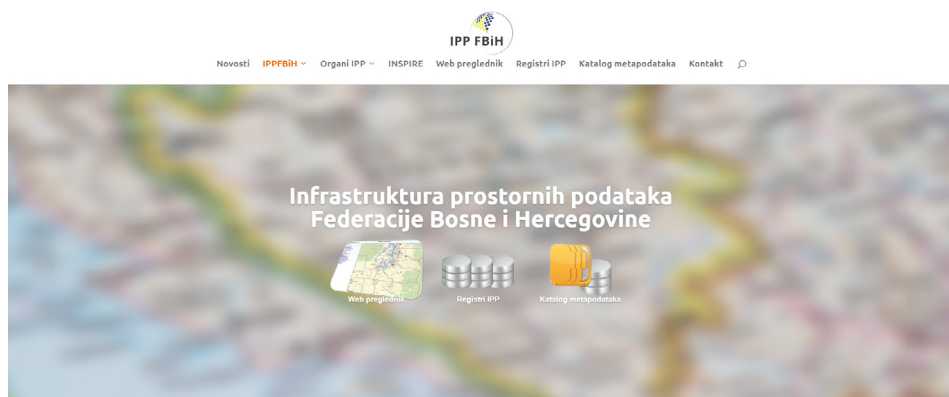 IPP FBiH
Novosti IPPFBiH Organi IPP INSPIRE Web preglednik Registri IPP Katalog metapodataka Kontakt
Infrastruktura prostornih podataka
Federacije Bosne i Hercegovine
Web preglednik Registri IPP Katalog metapodataka